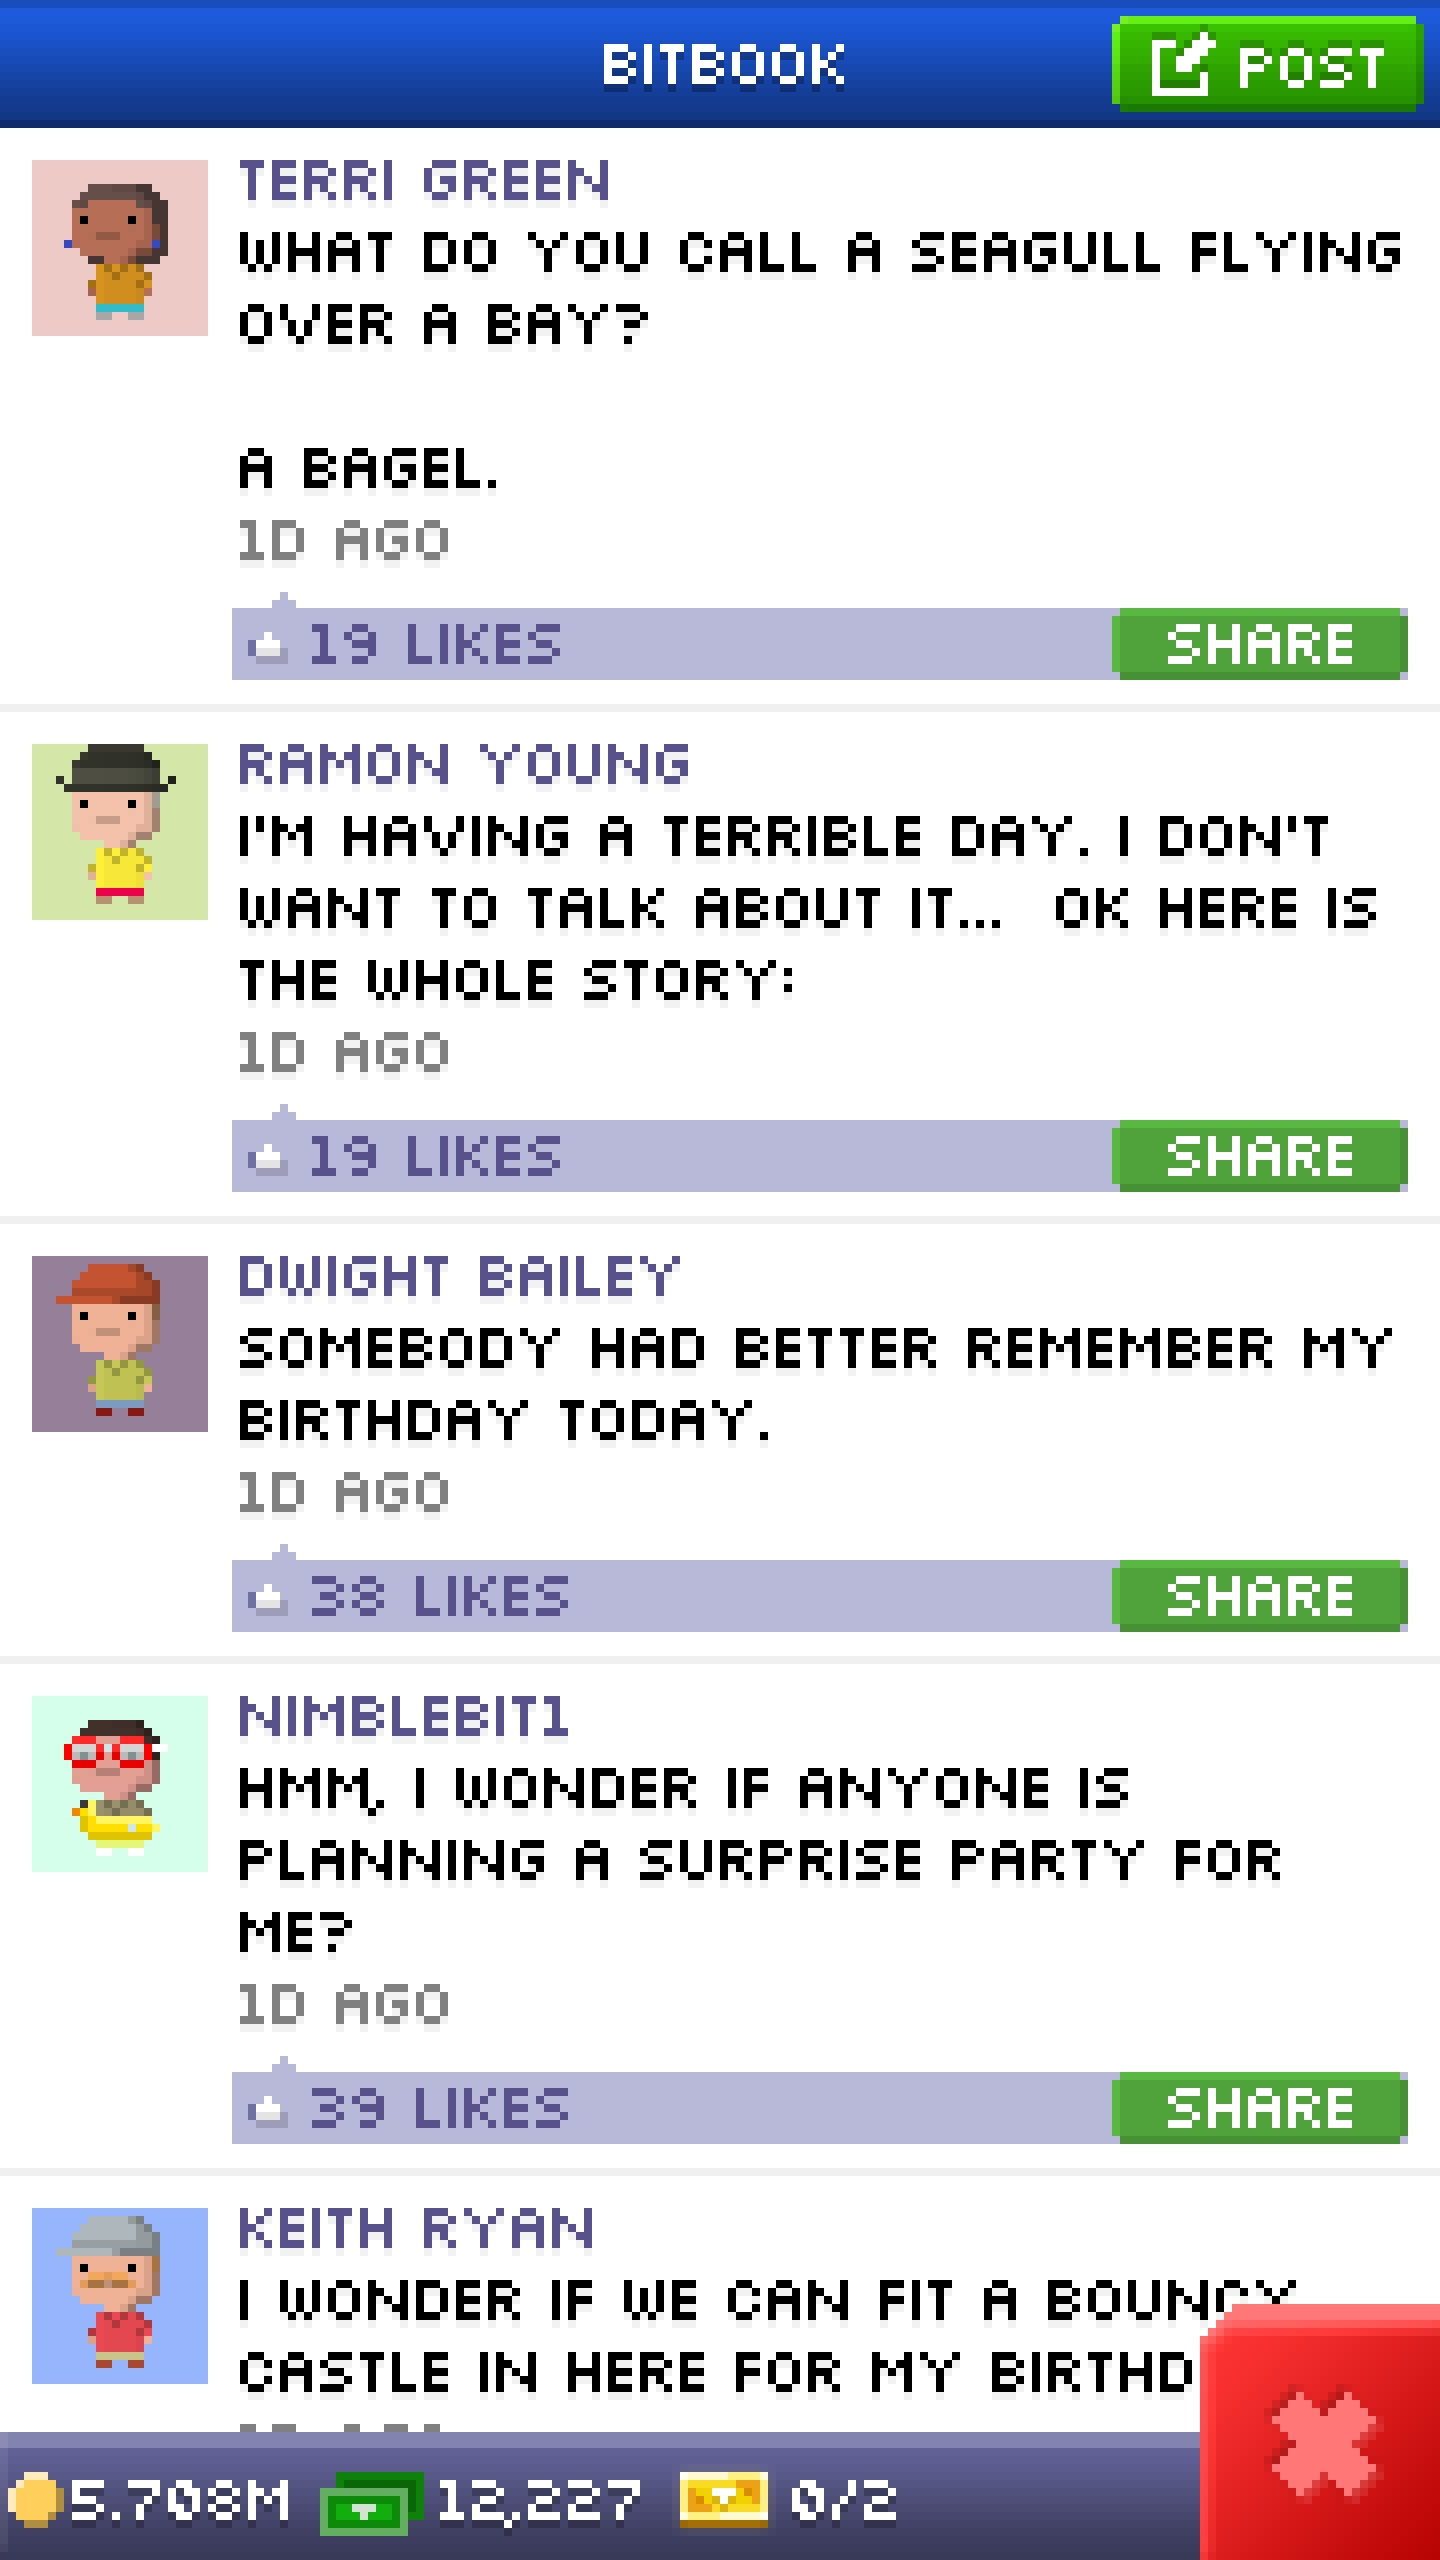 BITBOOK
POST
TERRI GREEN
WHAT DO YOU CALL A SEAGULL FLYING
OVER A BAY?
A BAGEL.
1D AGO
19 LIKES
SHARE
RAMON YOUNG
I'M HAVING A TERRIBLE DAY. I DON'T
WANT TO TALK ABOUT IT... OK HERE IS
THE WHOLE STORY:
1D AGO
19 LIKES
SHARE
DWIGHT BAILEY
SOMEBODY HAD BETTER REMEMBER MY
BIRTHDAY TODAY.
1D AGO
38 LIKES
SHARE
NIMBLEBIT1
HMM, I WONDER IF ANYONE IS
PLANNING A SURPRISE PARTY FOR
ME?
1D AGO
39 LIKES
SHARE
KEITH RYAN
I WONDER IF WE CAN FIT A BOUNCY
CASTLE IN HERE FOR MY BIRTHD
5.708M
12,227
0/2